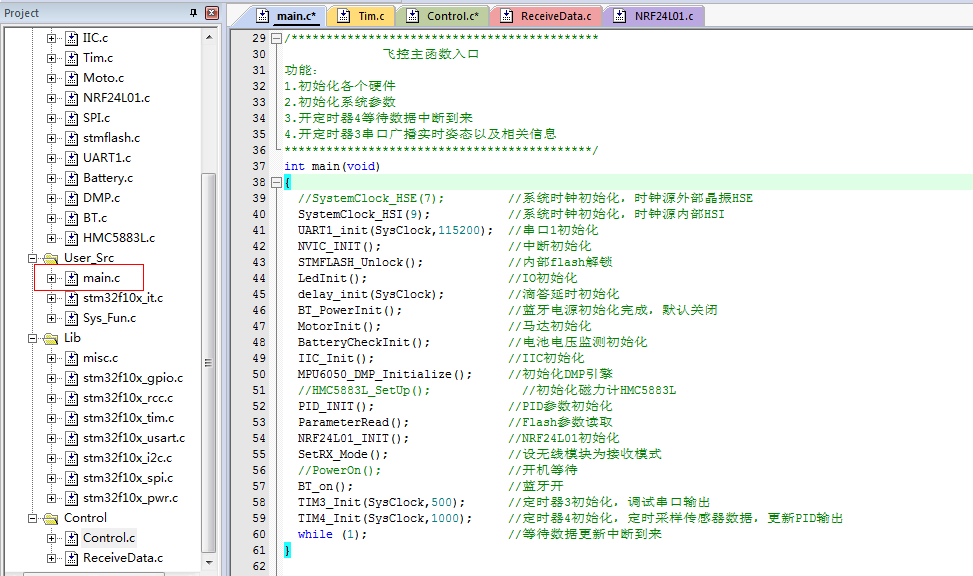 Project
IIC.c
Tim.c
Moto.c
NRF24L01.c
SPI.c
stmflash.c
UART1.c
Battery.c
DMP.c
BT.c
HMC5883L.c
User_Src
main.c
stm32f10x_it.c
Sys_Fun.c
Lib
misc.c
stm32f10x_gpio.c
stm32f10x_rcc.c
stm32f10x_tim.c
stm32f10x_usart.c
stm32f10x_i2c.c
stm32f10x_spi.c
stm32f10x_pwr.c
Control
Control.c
ReceiveData.c
main.c* Tim.c Control.c* ReceiveData.c NRF24L01.c
29 /********************************************
30 飞控主函数入口
31 功能：
32 1.初始化各个硬件
33 2.初始化系统参数
34 3.开定时器4等待数据中断到来
35 4.开定时器3串口广播实时姿态以及相关信息
36 ********************************************/
37 int main(void)
38 {
39 //SystemClock_HSE(7); //系统时钟初始化，时钟源外部晶振HSE
40 SystemClock_HSI(9); //系统时钟初始化，时钟源内部HSI
41 UART1_init(SysClock,115200); //串口1初始化
42 NVIC_INIT(); //中断初始化
43 STMFLASH_Unlock(); //内部flash解锁
44 LedInit(); //IO初始化
45 delay_init(SysClock); //滴答延时初始化
46 BT_PowerInit(); //蓝牙电源初始化完成，默认关闭
47 MotorInit(); //马达初始化
48 BatteryCheckInit(); //电池电压监测初始化
49 IIC_Init(); //IIC初始化
50 MPU6050_DMP_Initialize(); //初始化DMP引擎
51 //HMC5883L_SetUp(); //初始化磁力计HMC5883L
52 PID_INIT(); //PID参数初始化
53 ParameterRead(); //Flash参数读取
54 NRF24L01_INIT(); //NRF24L01初始化
55 SetRX_Mode(); //设无线模块为接收模式
56 //PowerOn(); //开机等待
57 BT_on(); //蓝牙开
58 TIM3_Init(SysClock,500); //定时器3初始化，调试串口输出
59 TIM4_Init(SysClock,1000); //定时器4初始化，定时采样传感器数据，更新PID输出
60 while (1); //等待数据更新中断到来
61 }
62